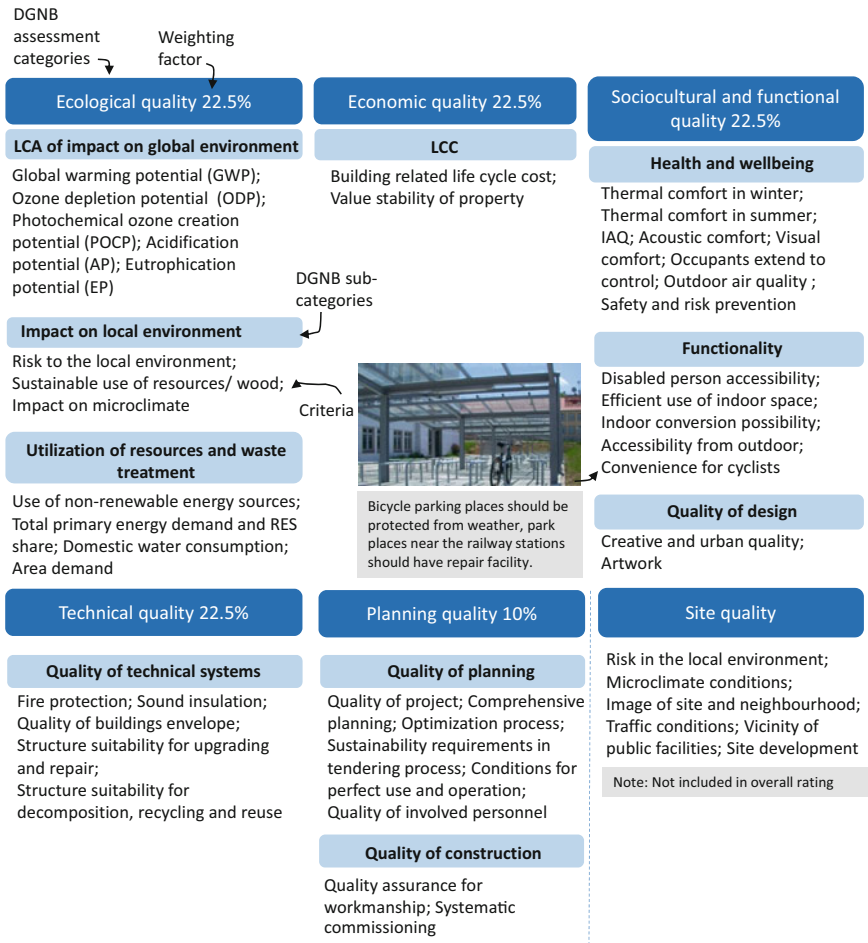 DGNB
assessment
categories
Weighting
factor
Ecological quality 22.5%
LCA of impact on global environment
Global warming potential (GWP);
Ozone depletion potential (ODP);
Photochemical ozone creation
potential (POCP); Acidification
potential (AP); Eutrophication
potential (EP)
DGNB sub-
categories
Impact on local environment
Risk to the local environment;
Sustainable use of resources/ wood;
Impact on microclimate
Criteria
Utilization of resources and waste
treatment
Use of non-renewable energy sources;
Total primary energy demand and RES
share; Domestic water consumption;
Area demand
Economic quality 22.5%
LCC
Building related life cycle cost;
Value stability of property
Bicycle parking places should be
protected from weather, park
places near the railway stations
should have repair facility.
Sociocultural and functional
quality 22.5%
Health and wellbeing
Thermal comfort in winter;
Thermal comfort in summer;
IAQ; Acoustic comfort; Visual
comfort; Occupants extend to
control; Outdoor air quality ;
Safety and risk prevention
Functionality
Disabled person accessibility;
Efficient use of indoor space;
Indoor conversion possibility;
Accessibility from outdoor;
Convenience for cyclists
Quality of design
Creative and urban quality;
Artwork
Technical quality 22.5%
Quality of technical systems
Fire protection; Sound insulation;
Quality of buildings envelope;
Structure suitability for upgrading
and repair;
Structure suitability for
decomposition, recycling and reuse
Planning quality 10%
Quality of planning
Quality of project; Comprehensive
planning; Optimization process;
Sustainability requirements in
tendering process; Conditions for
perfect use and operation;
Quality of involved personnel
Quality of construction
Quality assurance for
workmanship; Systematic
commissioning
Site quality
Risk in the local environment;
Microclimate conditions;
Image of site and neighbourhood;
Traffic conditions; Vicinity of
public facilities; Site development
Note: Not included in overall rating